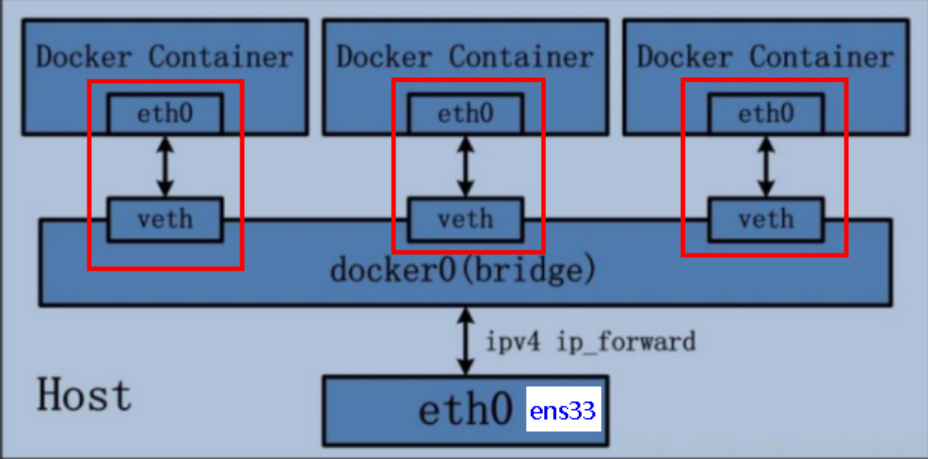 Docker Container
Docker Container
Docker Container
eth0
eth0
eth0
veth
veth
veth
docker0(bridge)
ipv4 ip_forward
Host
eth0
ens33